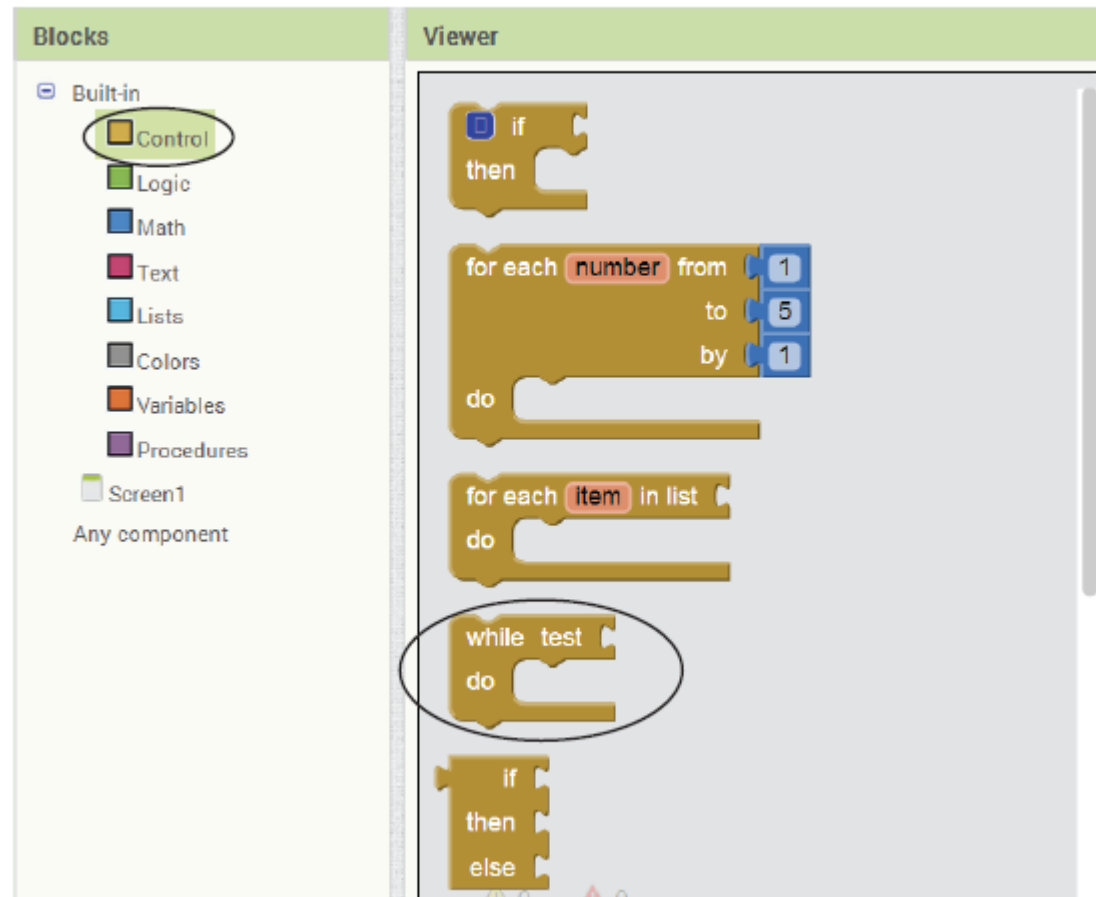 Blocks
Built-in
Control
Logic
Math
Text
Lists
Colors
Variables
Procedures
Screen1
Any component
Viewer
if
then
for each number from 1
to 5
by 1
do
for each item in list
do
while test
do
if
then
else